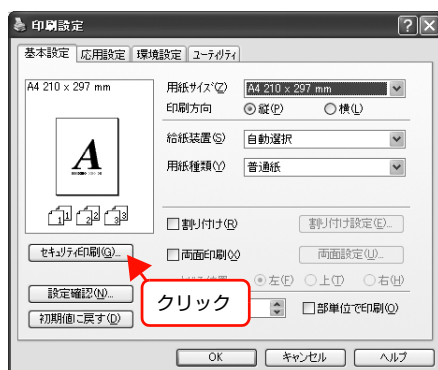 印刷設定
基本設定 応用設定 環境設定 ユーティリティ
A4 210 x 297 mm
用紙サイズ(Z) A4 210 x 297 mm
印刷方向 縦(P) 横(L)
給紙装置(S) 自動選択
用紙種類(Y) 普通紙
A
1 1 2 2 3 3
割り付け(R) 割り付け設定(E)...
セキュリティ印刷(G)... 両面印刷(X) 両面設定(U)...
左(F) 上(T) 右(H)
設定確認(N)...
クリック
部単位で印刷(O)
初期値に戻す(D)
OK キャンセル ヘルプ